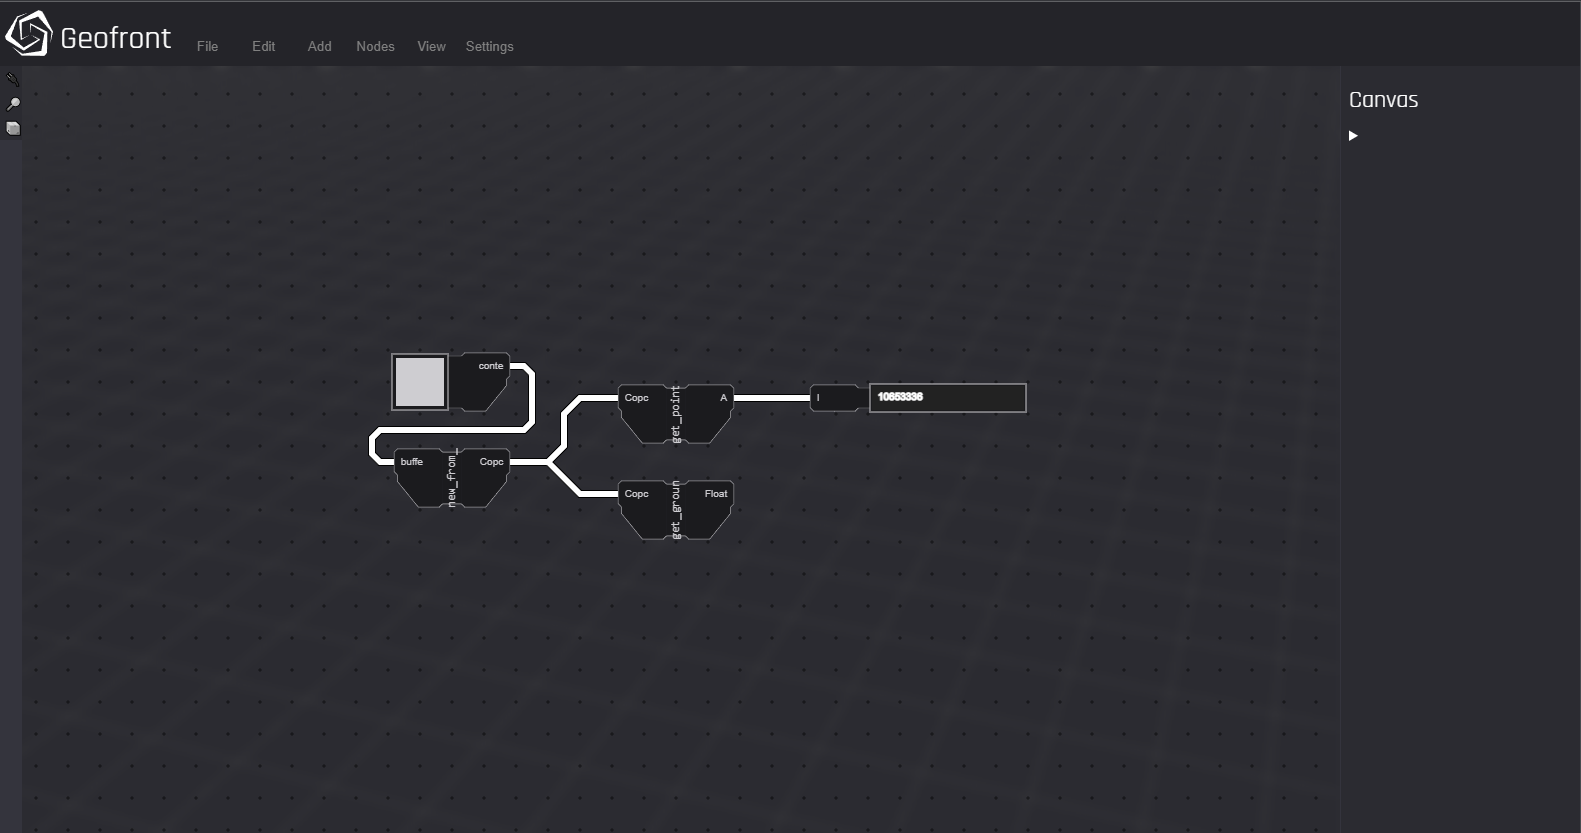 Geofront
File Edit Add Nodes View Settings
Canvas
conte
buffe new_from_ Copc
Copc get_point A
I 10653336
Copc get_groun Float